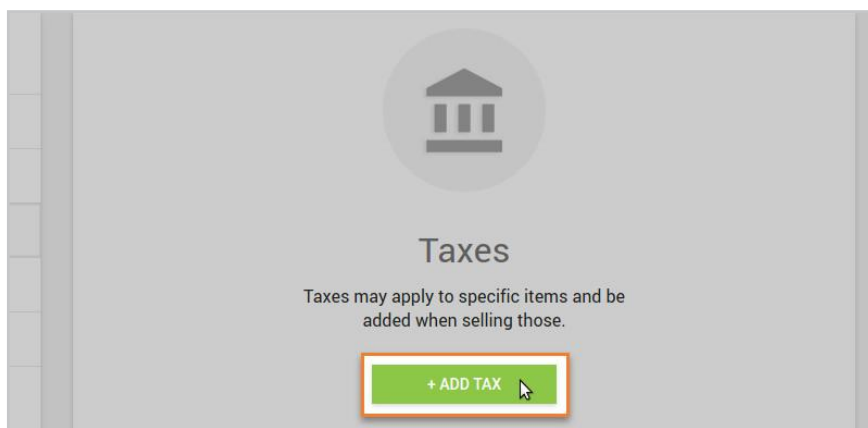 Taxes
Taxes may apply to specific items and be
added when selling those.
+ ADD TAX